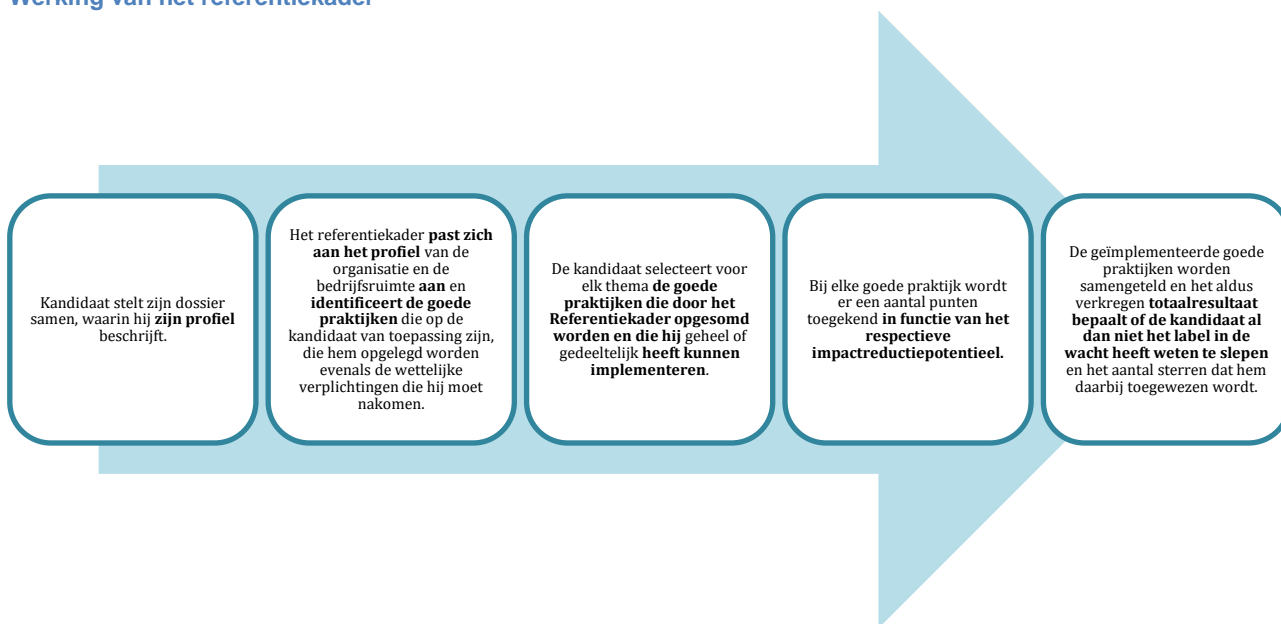 Werking van het referentiekader
Kandidaat stelt zijn dossier
samen, waarin hij zijn profiel
beschrijft.
Het referentiekader past zich
aan het profiel van de
organisatie en de
bedrijfsruimte aan en
identificeert de goede
praktijken die op de
kandidaat van toepassing zijn,
die hem opgelegd worden
evenals de wettelijke
verplichtingen die hij moet
nakomen.
De kandidaat selecteert voor
elk thema de goede
praktijken die door het
Referentiekader opgesomd
worden en die hij geheel of
gedeeltelijk heeft kunnen
implementeren.
Bij elke goede praktijk wordt
er een aantal punten
toegekend in functie van het
respectieve
impactreductiepotentieel.
De geïmplementeerde goede
praktijken worden
samengeteld en het aldus
verkregen totaalresultaat
bepaalt of de kandidaat al
dan niet het label in de
wacht heeft weten te slepen
en het aantal sterren dat hem
daarbij toegewezen wordt.